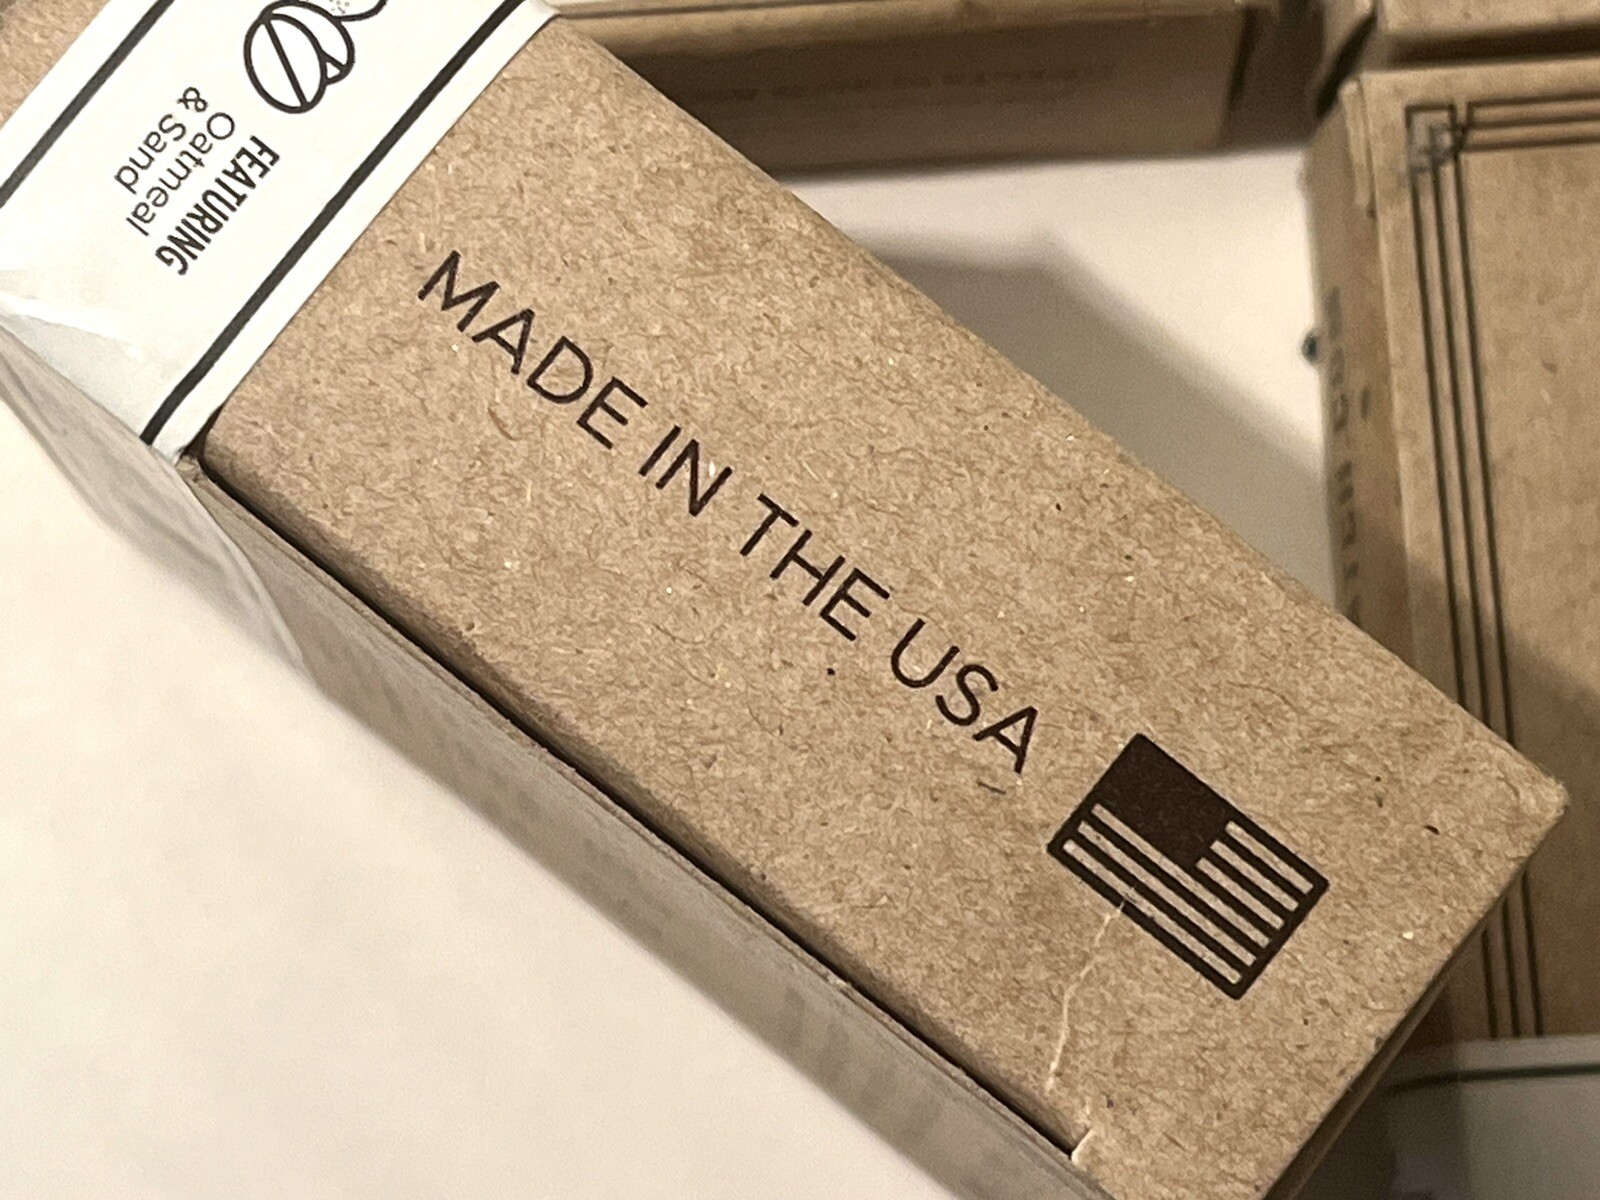 FEATURING
Oatmeal
& Sand
MADE IN THE USA